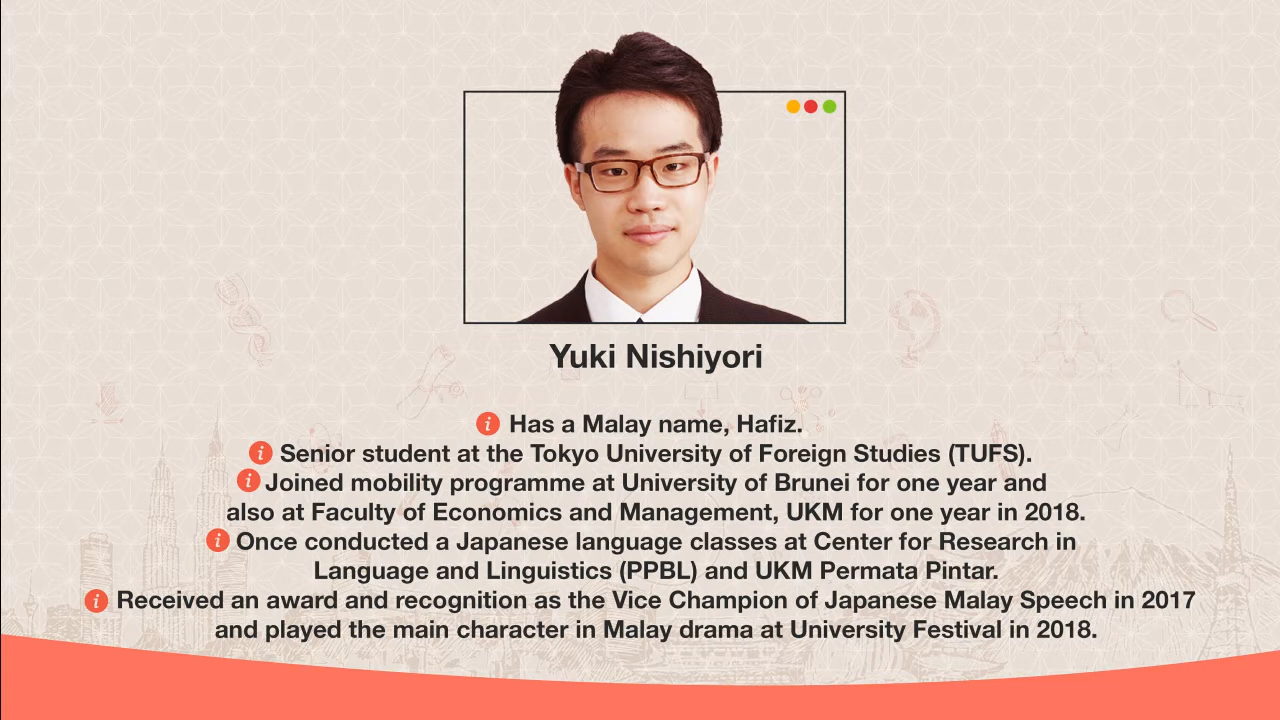 Yuki Nishiyori
i Has a Malay name, Hafiz.
i Senior student at the Tokyo University of Foreign Studies (TUFS).
i Joined mobility programme at University of Brunei for one year and
also at Faculty of Economics and Management, UKM for one year in 2018.
i Once conducted a Japanese language classes at Center for Research in
Language and Linguistics (PPBL) and UKM Permata Pintar.
i Received an award and recognition as the Vice Champion of Japanese Malay Speech in 2017
and played the main character in Malay drama at University Festival in 2018.